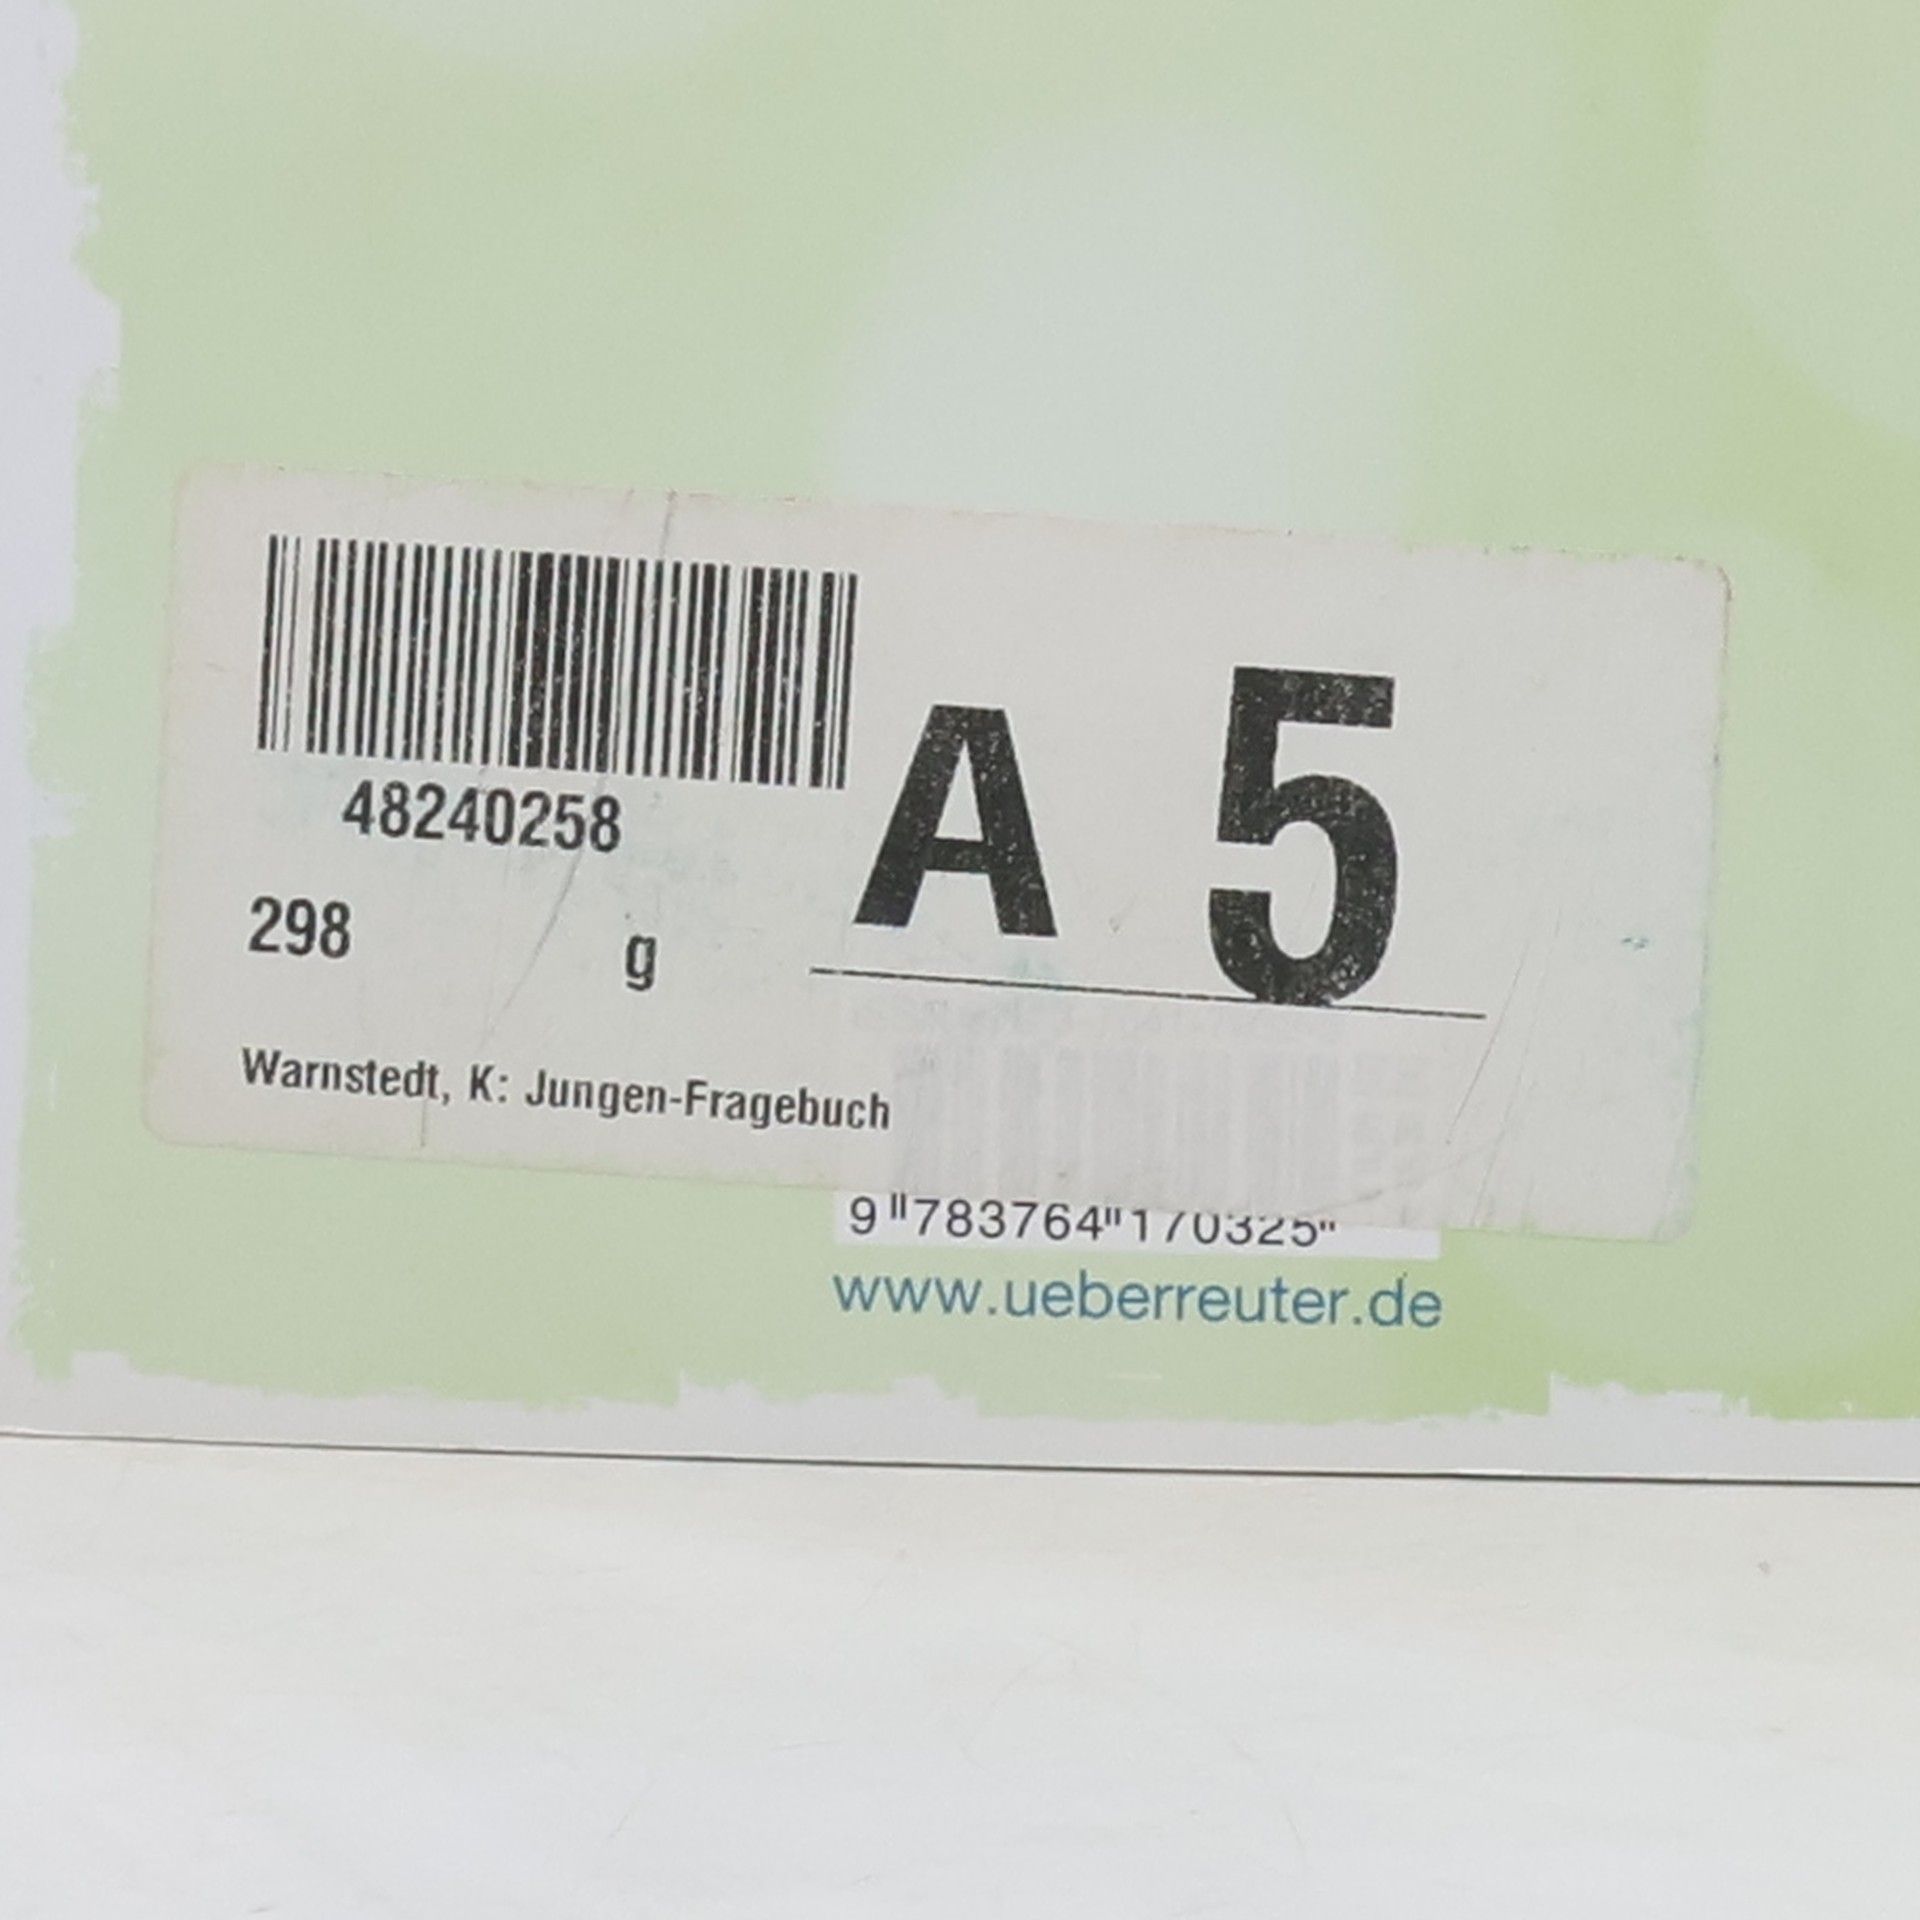 48240258
A 5
298 g
Warnstedt, K: Jungen-Fragebuch
9 783764 170325
www.ueberreuter.de